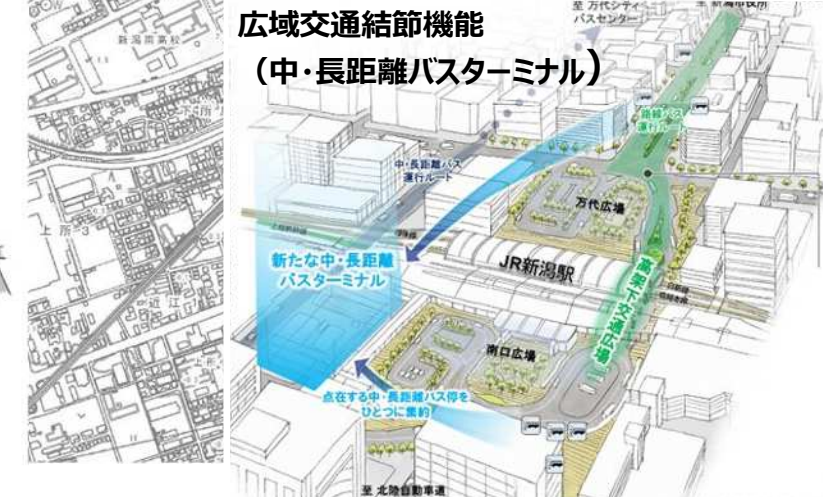 広域交通結節機能
（中・長距離バスターミナル）
至 万代シティ
バスセンター
至 新潟市役所
路線バス
運行ルート
中・長距離バス
運行ルート
万代広場
新たな中・長距離
バスターミナル
JR新潟駅
高架下交通広場
南口広場
点在する中・長距離バス停を
ひとつに集約
至 北陸自動車道
新潟南高校
上所
近江